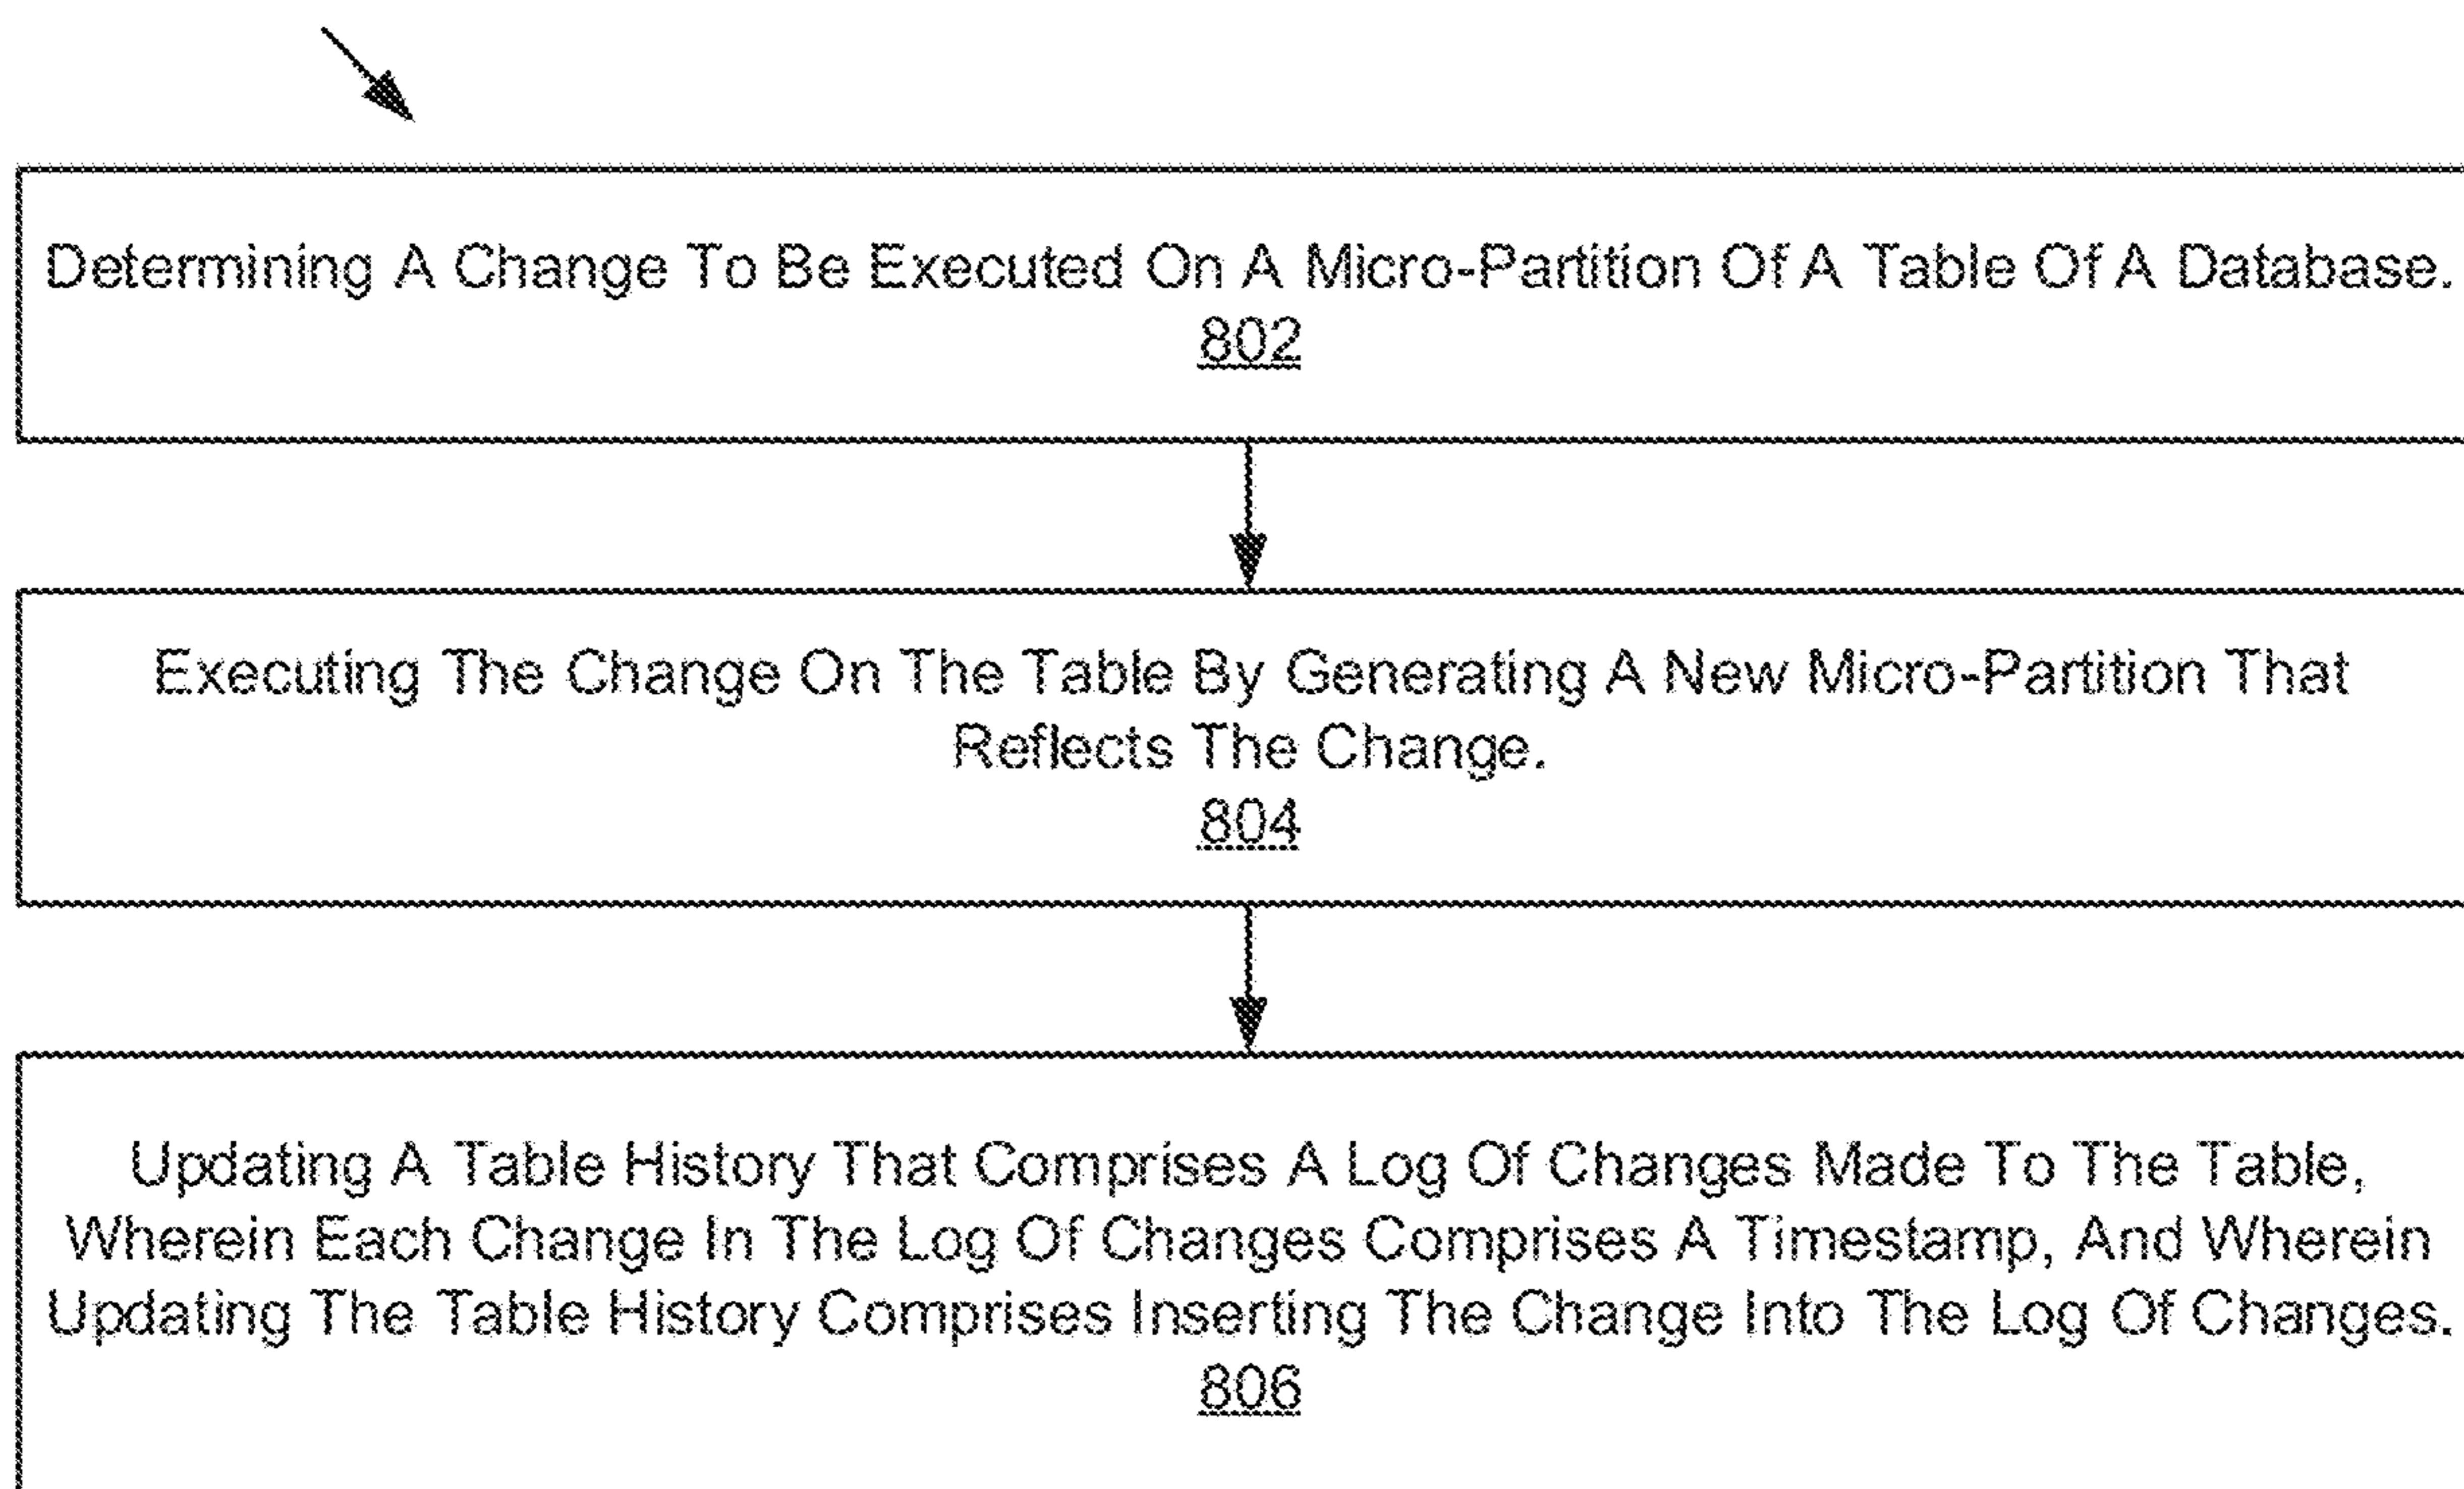 Determining A Change To Be Executed On A Micro-Partition Of A Table Of A Database.
802
Executing The Change On The Table By Generating A New Micro-Partition That
Reflects The Change.
804
Updating A Table History That Comprises A Log Of Changes Made To The Table,
Wherein Each Change In The Log Of Changes Comprises A Timestamp, And Wherein
Updating The Table History Comprises Inserting The Change Into The Log Of Changes.
806